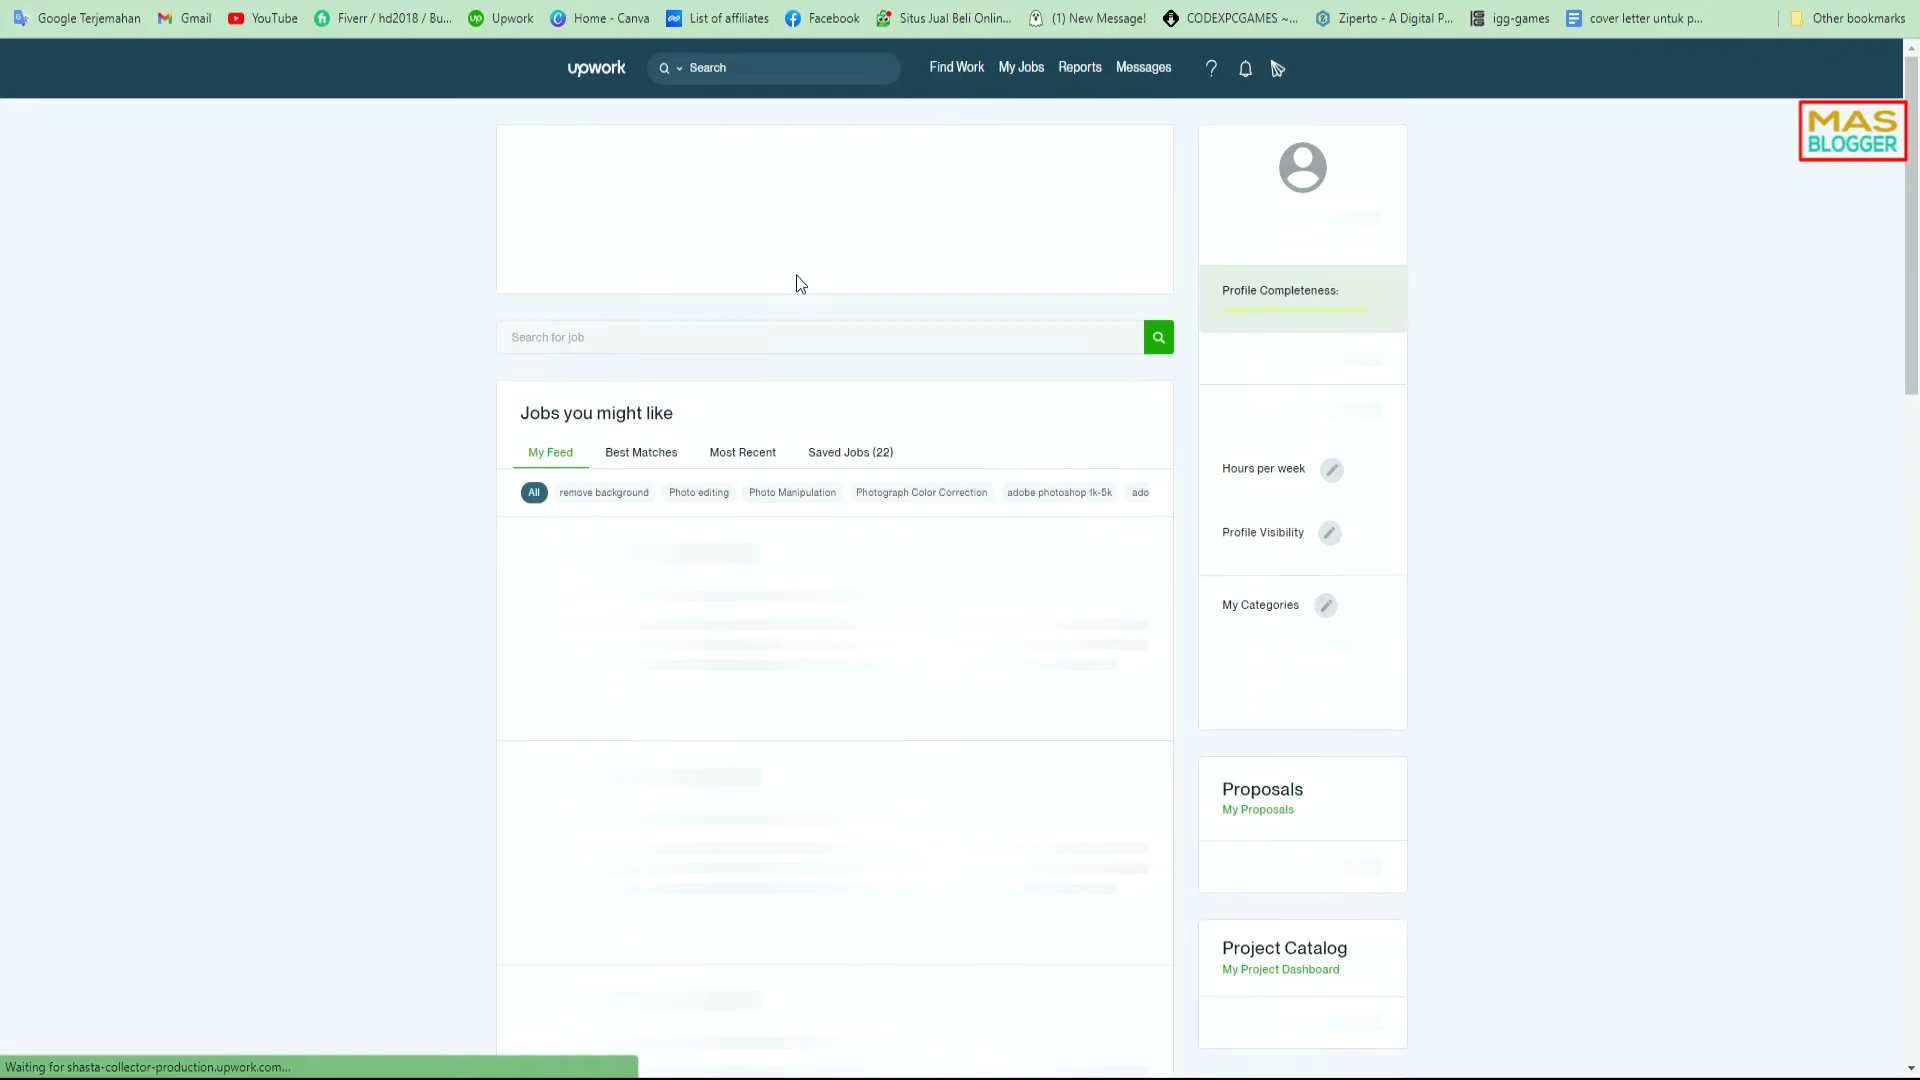 Google Terjemahan Gmail YouTube Fiverr / hd2018 / Bu... Upwork Home - Canva List of affiliates Facebook Situs Jual Beli Onlin... (1) New Message! CODEXPCGAMES ~... Ziperto - A Digital P... igg-games cover letter untuk p... Other bookmarks
upwork Search Find Work My Jobs Reports Messages
MAS
BLOGGER
Search for job
Jobs you might like
My Feed Best Matches Most Recent Saved Jobs (22)
All remove background Photo editing Photo Manipulation Photograph Color Correction adobe photoshop 1k-5k ado
Profile Completeness:
Hours per week
Profile Visibility
My Categories
Proposals
My Proposals
Project Catalog
My Project Dashboard
Waiting for shasta-collector-production.upwork.com...